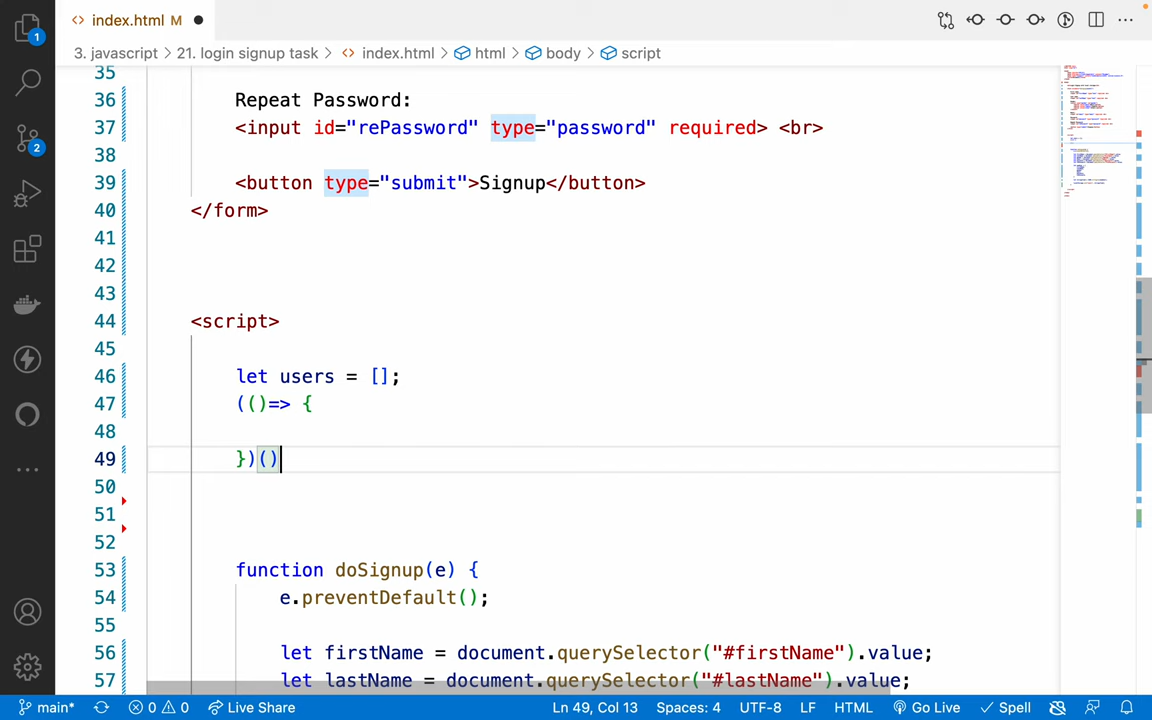 index.html M
3. javascript > 21. login signup task > index.html > html > body > script
35
36 Repeat Password:
37 <input id="rePassword" type="password" required> <br>
38
39 <button type="submit">Signup</button>
40 </form>
41
42
43
44 <script>
45
46 let users = [];
47 (()=> {
48
49 })()
50
51
52
53 function doSignup(e) {
54 e.preventDefault();
55
56 let firstName = document.querySelector("#firstName").value;
57 let lastName = document.querySelector("#lastName").value;
1
2
main* 0 0 Live Share Ln 49, Col 13 Spaces: 4 UTF-8 LF HTML Go Live Spell